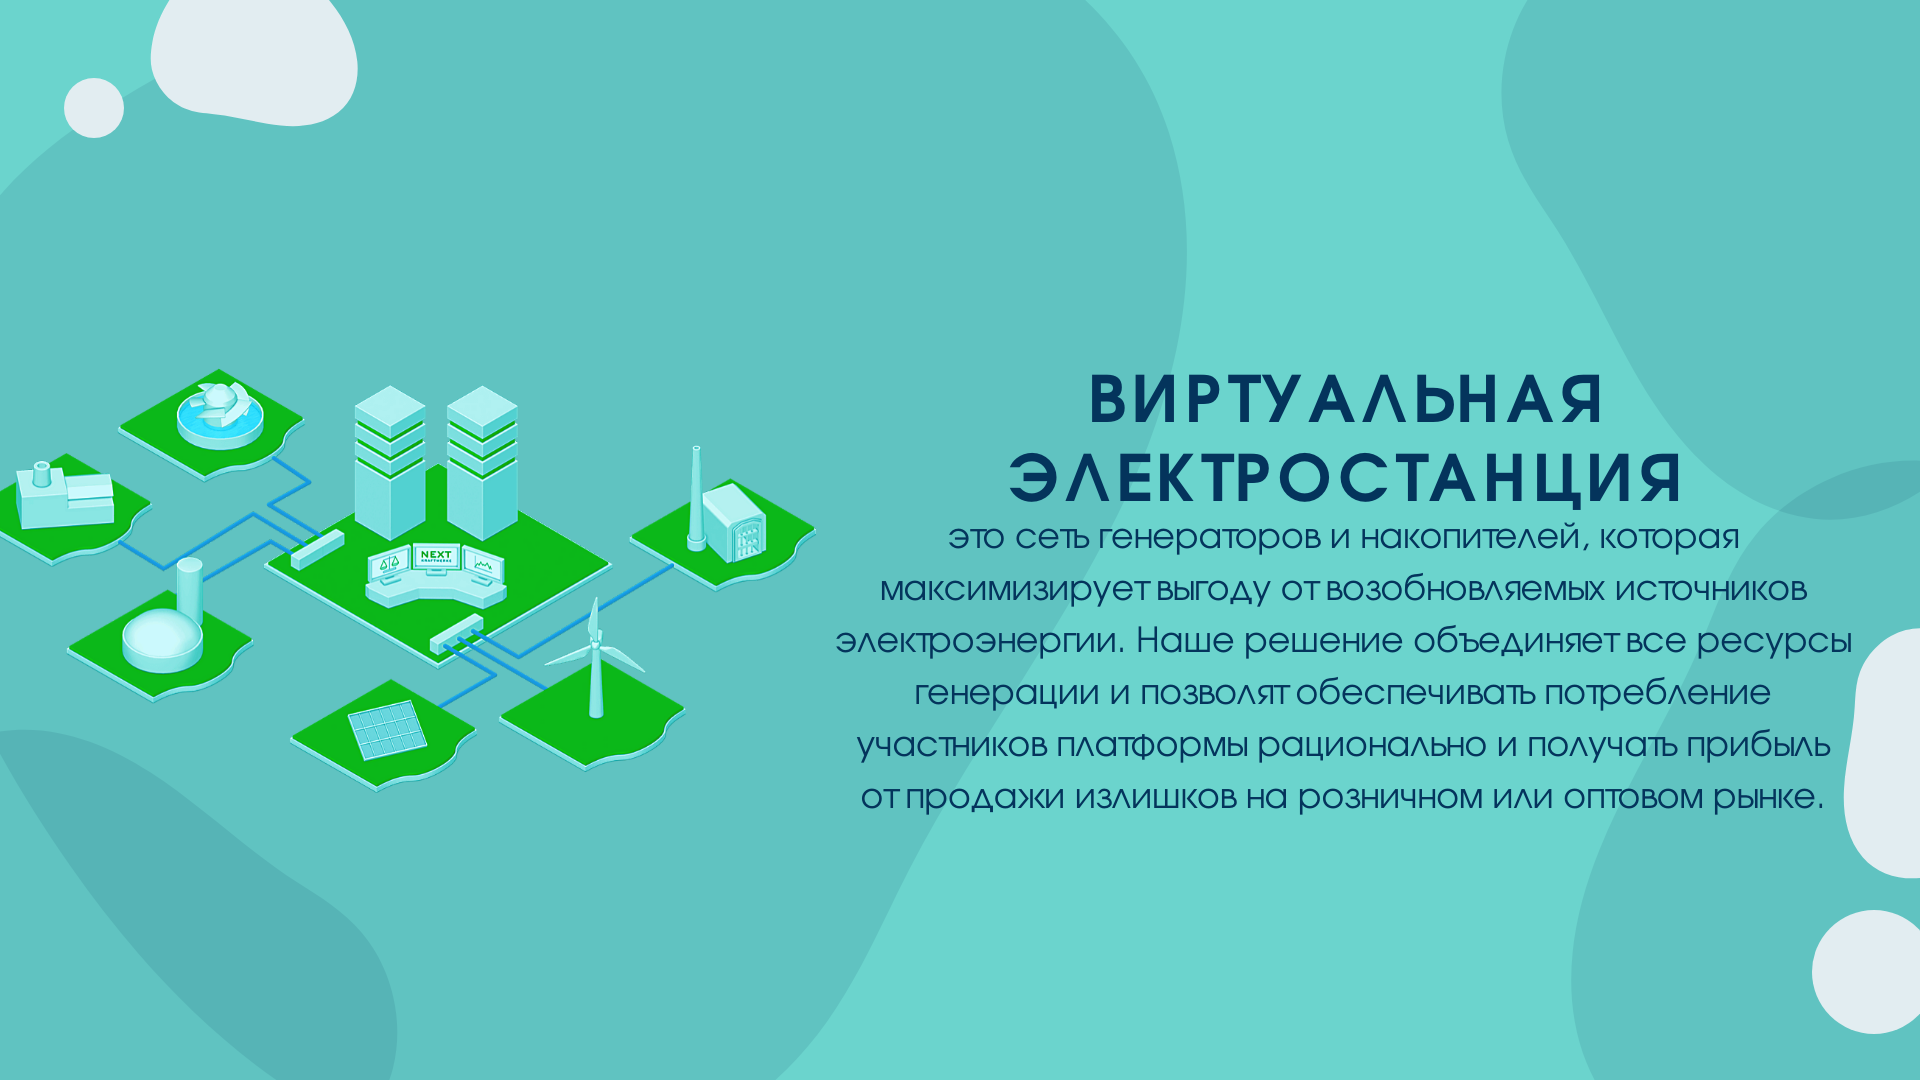 NEXT
KRAFTWERKE
ВИРТУАЛЬНАЯ
ЭЛЕКТРОСТАНЦИЯ
это сеть генераторов и накопителей, которая
максимизирует выгоду от возобновляемых источников
электроэнергии. Наше решение объединяет все ресурсы
генерации и позволят обеспечивать потребление
участников платформы рационально и получать прибыль
от продажи излишков на розничном или оптовом рынке.